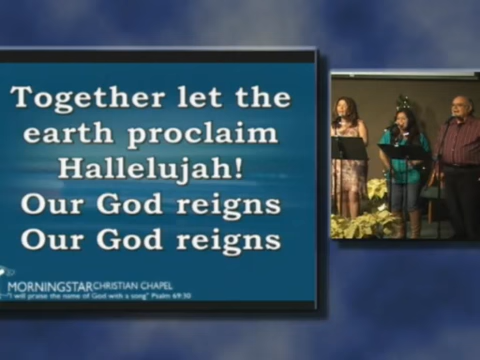 Together let the
earth proclaim
Hallelujah!
Our God reigns
Our God reigns
MORNINGSTAR CHRISTIAN CHAPEL
"I will praise the name of God with a song" Psalm 69:30